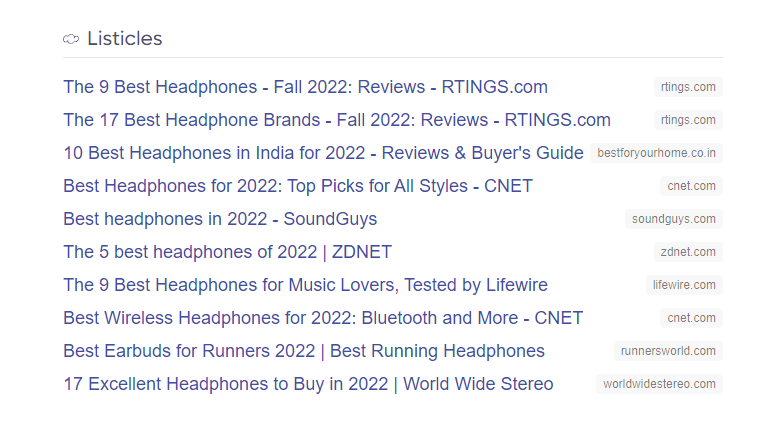 Listicles
The 9 Best Headphones - Fall 2022: Reviews - RTINGS.com rtings.com
The 17 Best Headphone Brands - Fall 2022: Reviews - RTINGS.com rtings.com
10 Best Headphones in India for 2022 - Reviews & Buyer's Guide bestforyourhome.co.in
Best Headphones for 2022: Top Picks for All Styles - CNET cnet.com
Best headphones in 2022 - SoundGuys soundguys.com
The 5 best headphones of 2022 | ZDNET zdnet.com
The 9 Best Headphones for Music Lovers, Tested by Lifewire lifewire.com
Best Wireless Headphones for 2022: Bluetooth and More - CNET cnet.com
Best Earbuds for Runners 2022 | Best Running Headphones runnersworld.com
17 Excellent Headphones to Buy in 2022 | World Wide Stereo worldwidestereo.com